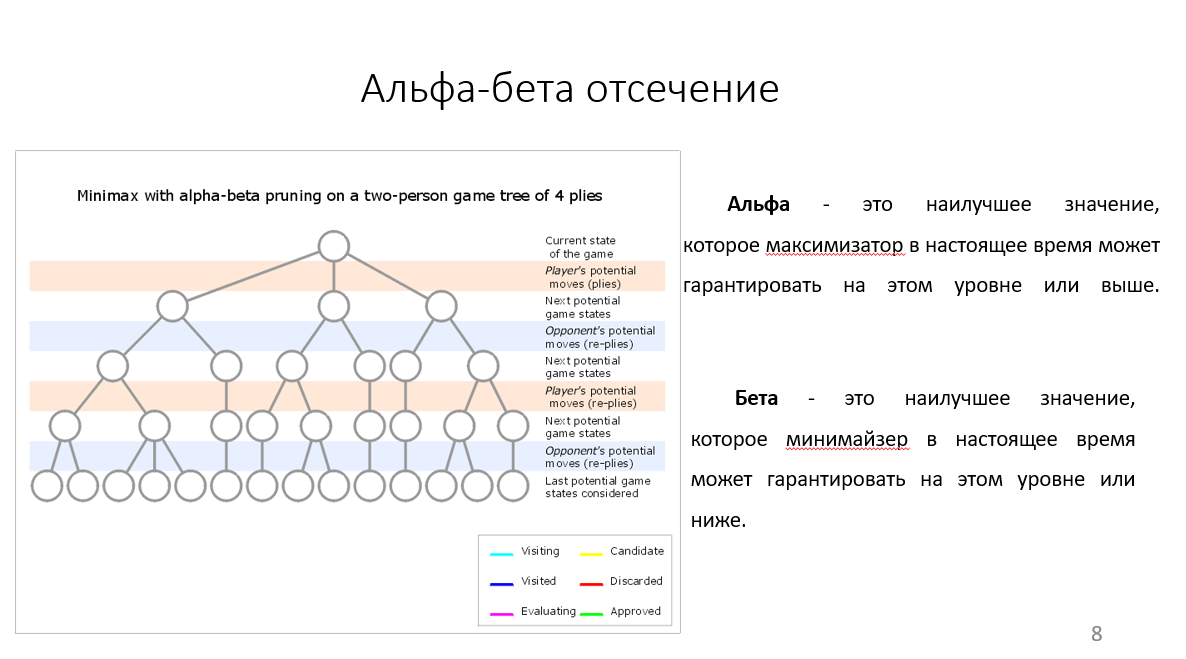 Альфа-бета отсечение
Minimax with alpha-beta pruning on a two-person game tree of 4 plies
Current state
of the game
Player's potential
moves (plies)
Next potential
game states
Opponent's potential
moves (re-plies)
Next potential
game states
Player's potential
moves (re-plies)
Next potential
game states
Opponent's potential
moves (re-plies)
Last potential game
states considered
Visiting
Candidate
Visited
Discarded
Evaluating
Approved
Альфа - это наилучшее значение,
которое максимизатор в настоящее время может
гарантировать на этом уровне или выше.
Бета - это наилучшее значение,
которое минимайзер в настоящее время
может гарантировать на этом уровне или
ниже.
8